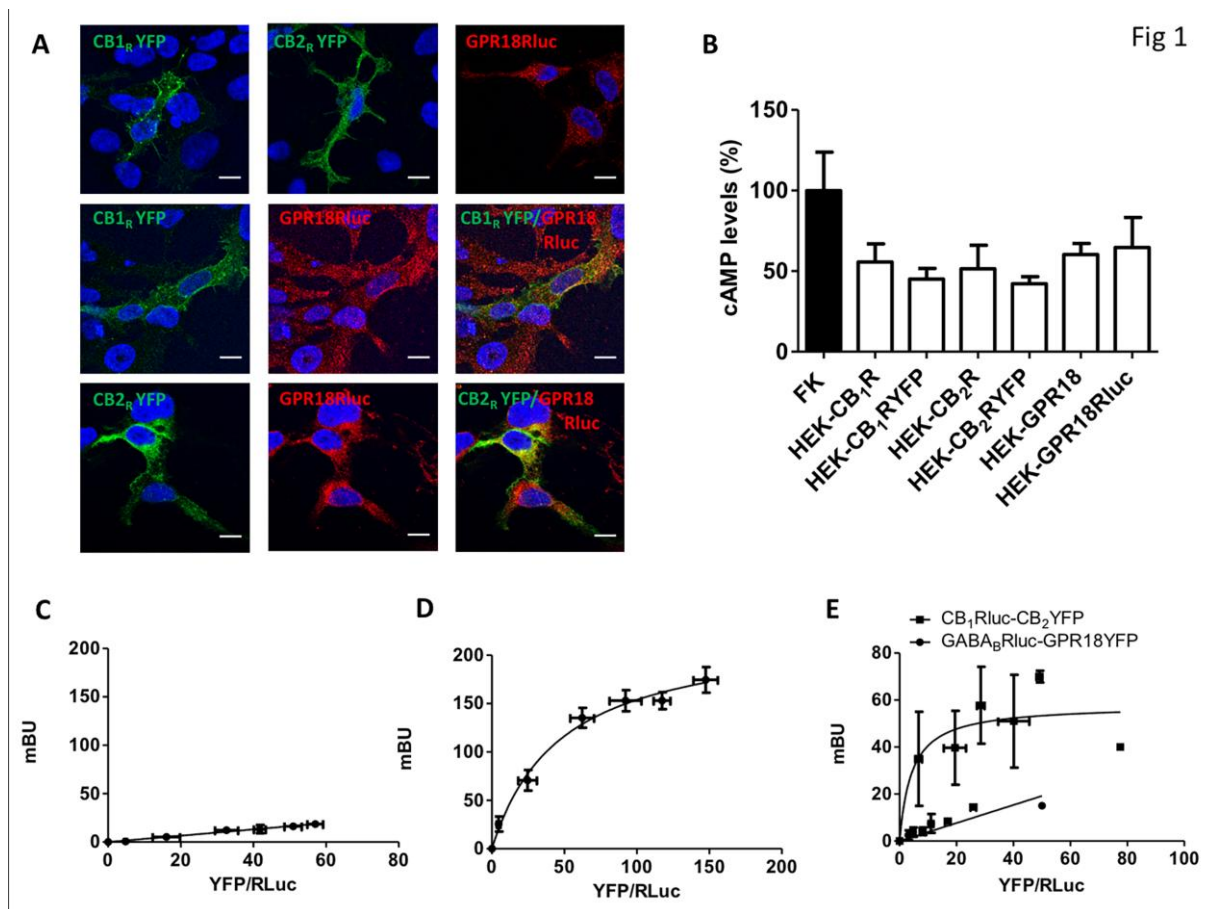 Fig 1
A
CB1R YFP
CB2R YFP
GPR18Rluc
CB1R YFP
GPR18Rluc
CB1R YFP/GPR18
Rluc
CB2R YFP
GPR18Rluc
CB2R YFP/GPR18
Rluc
B
cAMP levels (%)
150
100
50
0
FK
HEK-CB1R
HEK-CB1RYFP
HEK-CB2R
HEK-CB2RYFP
HEK-GPR18
HEK-GPR18Rluc
C
mBU
200
150
100
50
0
0 20 40 60 80
YFP/RLuc
D
mBU
200
150
100
50
0
0 50 100 150 200
YFP/RLuc
E
CB1Rluc-CB2YFP
GABABRluc-GPR18YFP
mBU
80
60
40
20
0
0 20 40 60 80 100
YFP/RLuc